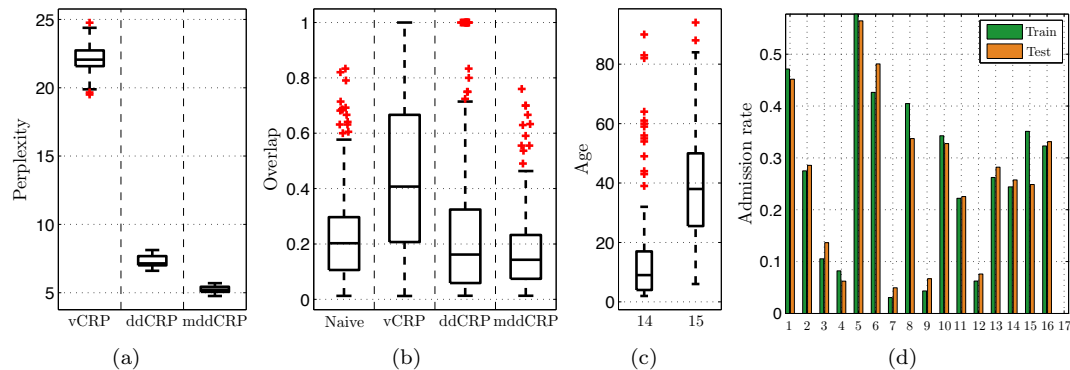 25
20
15
10
5
Perplexity
vCRP ddCRP mddCRP
(a)
1
0.8
0.6
0.4
0.2
0
Overlap
Naive vCRP ddCRP mddCRP
(b)
80
60
40
20
0
Age
14 15
(c)
0.5
0.4
0.3
0.2
0.1
0
Admission rate
Train
Test
1 2 3 4 5 6 7 8 9 10 11 12 13 14 15 16 17
(d)